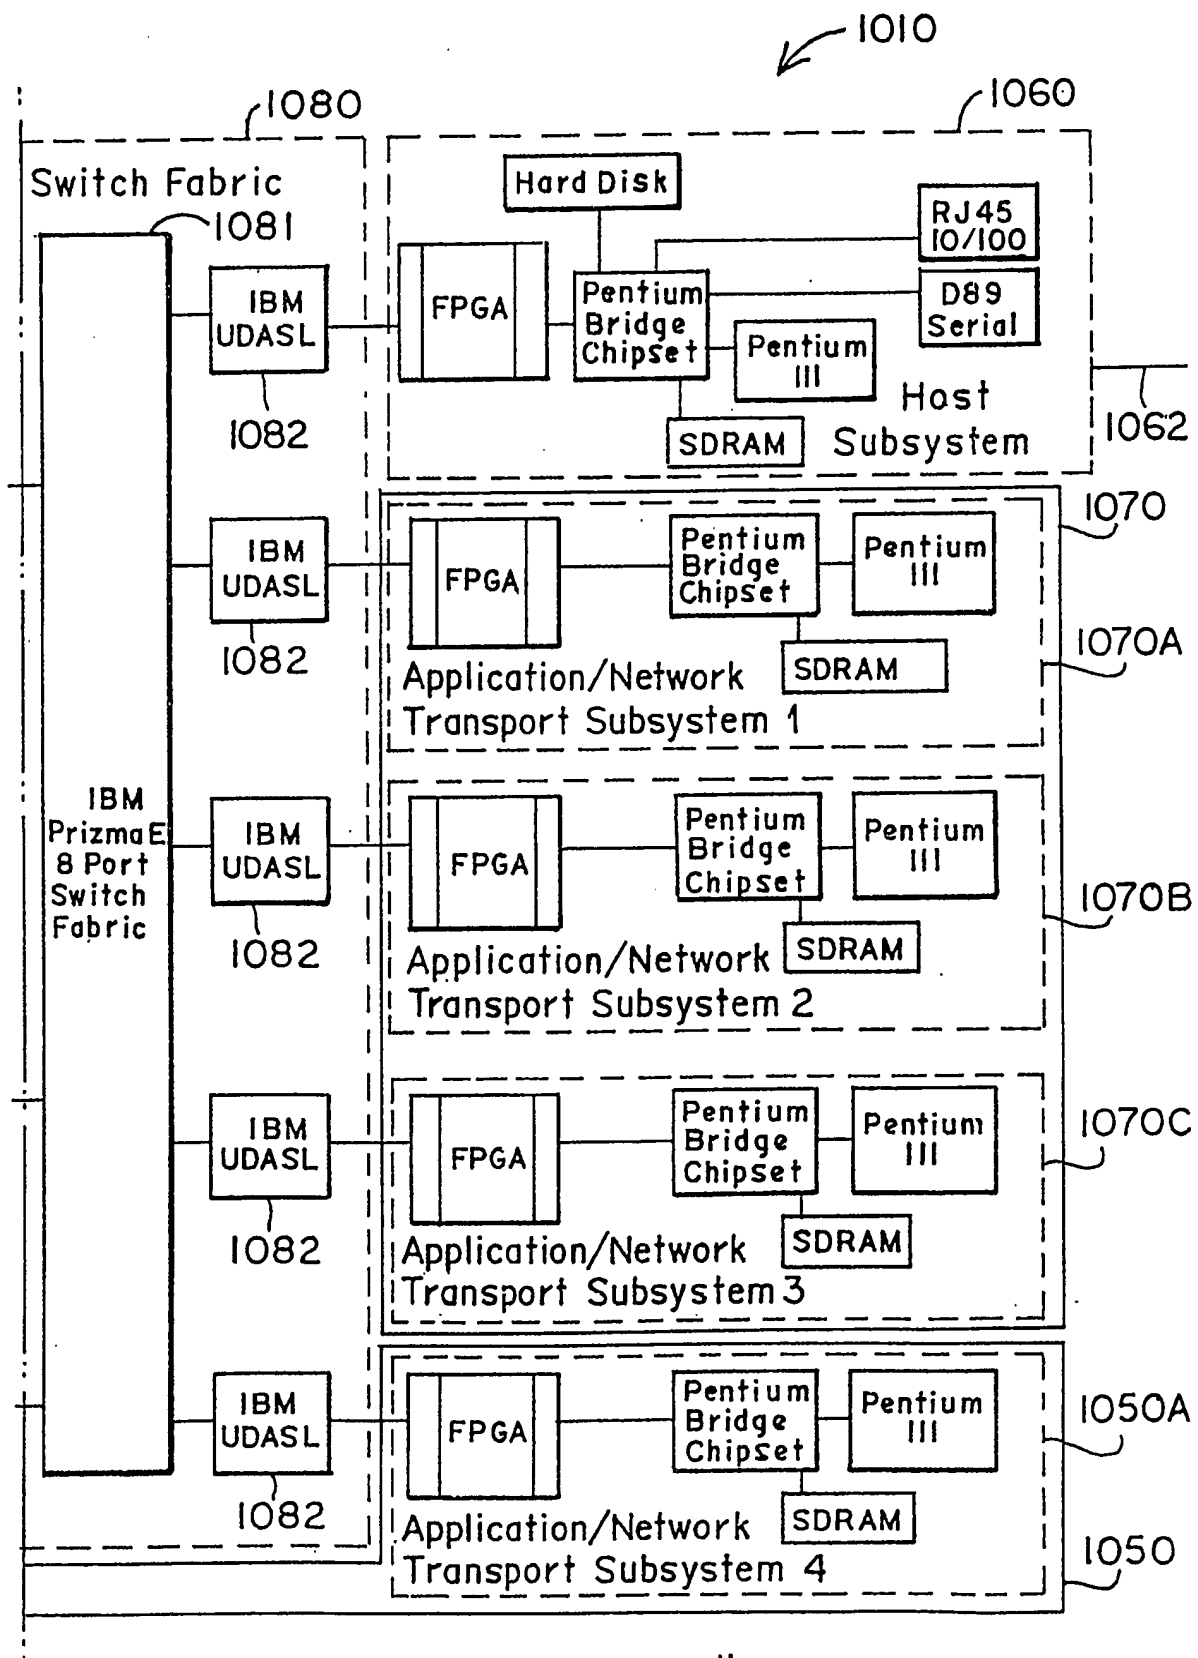 1010
1080
1060
Switch Fabric
1081
Hard Disk
RJ45
10/100
IBM
UDASL
FPGA
Pentium
Bridge
Chipset
D89
Serial
Pentium
III
1082
SDRAM
Host
Subsystem
1062
1070
IBM
UDASL
FPGA
Pentium
Bridge
Chipset
Pentium
III
1082
SDRAM
1070A
Application/Network
Transport Subsystem 1
IBM
PrizmaE
8 Port
Switch
Fabric
IBM
UDASL
FPGA
Pentium
Bridge
Chipset
Pentium
III
1070B
1082
SDRAM
Application/Network
Transport Subsystem 2
IBM
UDASL
FPGA
Pentium
Bridge
Chipset
Pentium
III
1070C
1082
SDRAM
Application/Network
Transport Subsystem 3
IBM
UDASL
FPGA
Pentium
Bridge
Chipset
Pentium
III
1050A
1082
SDRAM
Application/Network
Transport Subsystem 4
1050